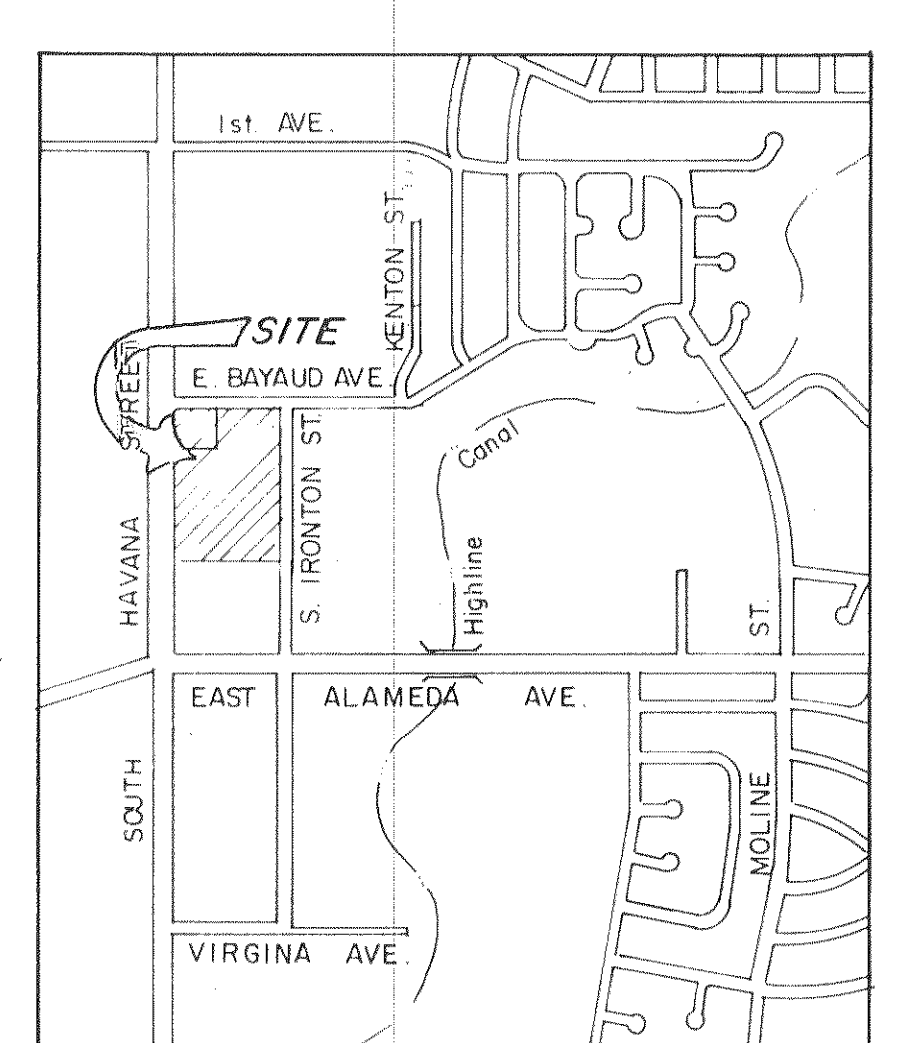 1st. AVE.
KENTON ST.
SITE
E. BAYAUD AVE.
STREET
Canal
S. IRONTON ST.
HAVANA
Highline
ST.
EAST ALAMEDA AVE.
SOUTH
MOLINE
VIRGINA AVE.